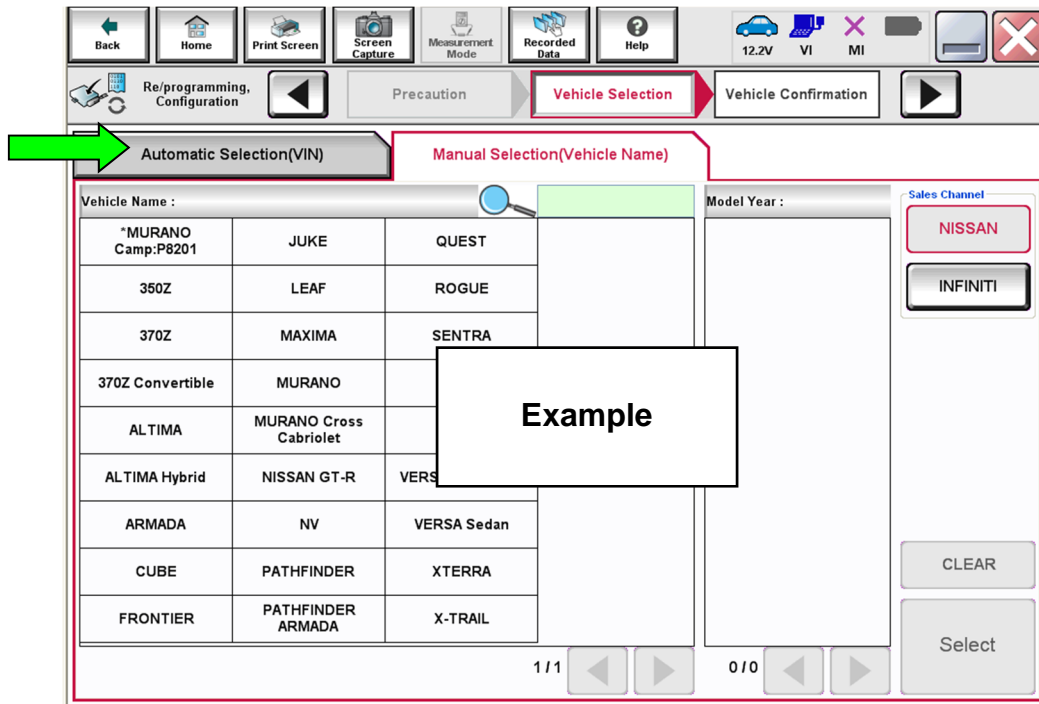 Back
Home
Print Screen
Screen
Capture
Measurement
Mode
Recorded
Data
?
Help
12.2V
VI
MI
Re/programming,
Configuration
Precaution
Vehicle Selection
Vehicle Confirmation
Automatic Selection(VIN)
Manual Selection(Vehicle Name)
Vehicle Name :
Model Year :
Sales Channel
NISSAN
INFINITI
*MURANO
Camp:P8201
JUKE
QUEST
350Z
LEAF
ROGUE
370Z
MAXIMA
SENTRA
370Z Convertible
MURANO
Example
ALTIMA
MURANO Cross
Cabriolet
ALTIMA Hybrid
NISSAN GT-R
VERS
ARMADA
NV
VERSA Sedan
CUBE
PATHFINDER
XTERRA
FRONTIER
PATHFINDER
ARMADA
X-TRAIL
CLEAR
Select
1/1
0/0